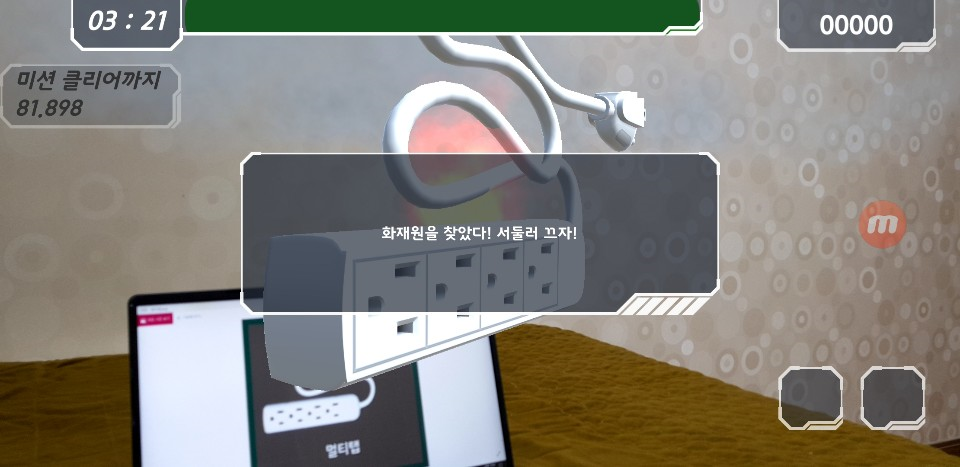 03 : 21
00000
미션 클리어까지
81.898
화재원을 찾았다! 서둘러 끄자!
멀티탭